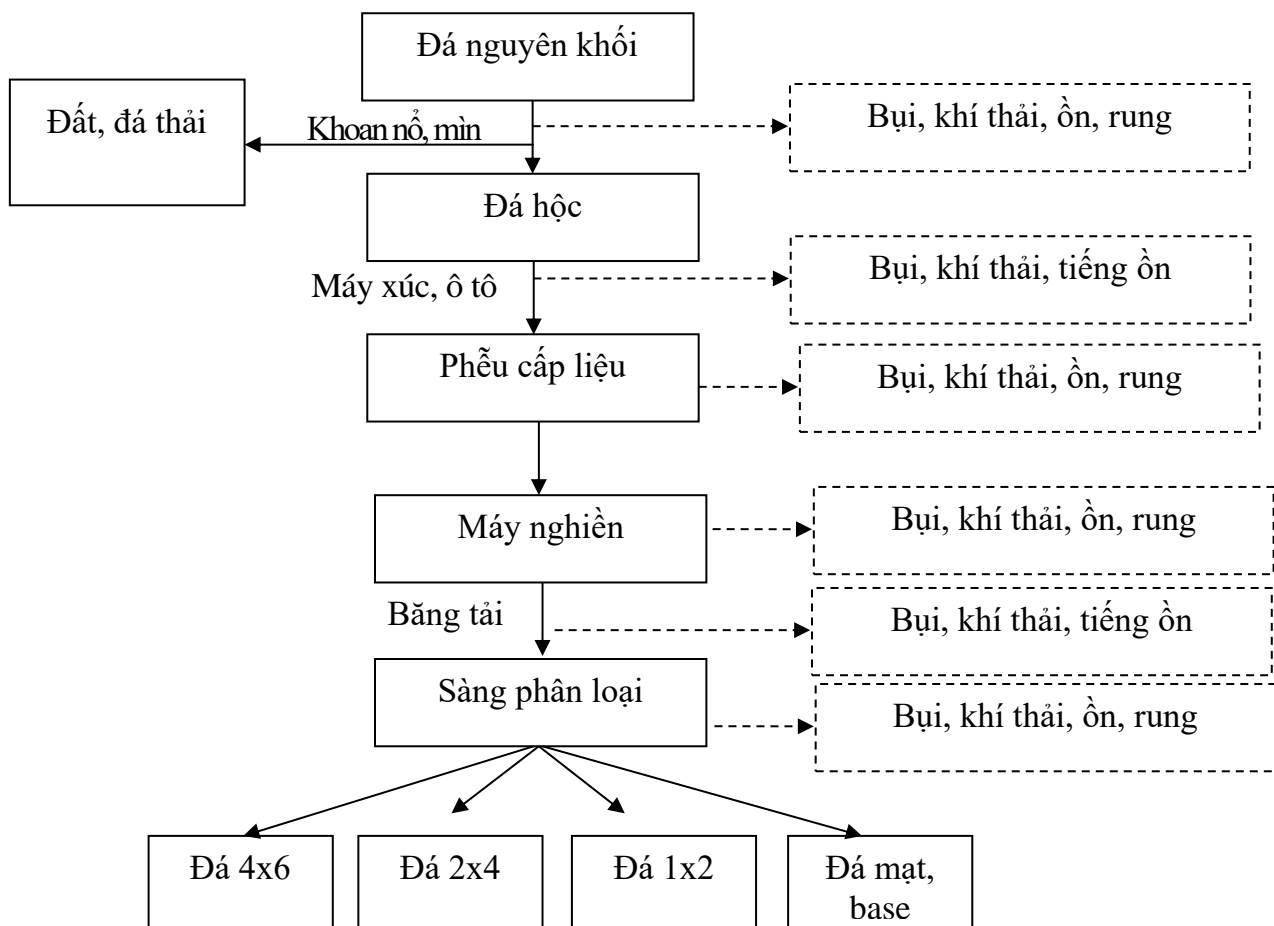 Đá nguyên khối
Đất, đá thải
Khoan nổ, mìn
Bụi, khí thải, ồn, rung
Đá hộc
Máy xúc, ô tô
Bụi, khí thải, tiếng ồn
Phễu cấp liệu
Bụi, khí thải, ồn, rung
Máy nghiền
Bụi, khí thải, ồn, rung
Băng tải
Bụi, khí thải, tiếng ồn
Sàng phân loại
Bụi, khí thải, ồn, rung
Đá 4x6
Đá 2x4
Đá 1x2
Đá mạt,
base